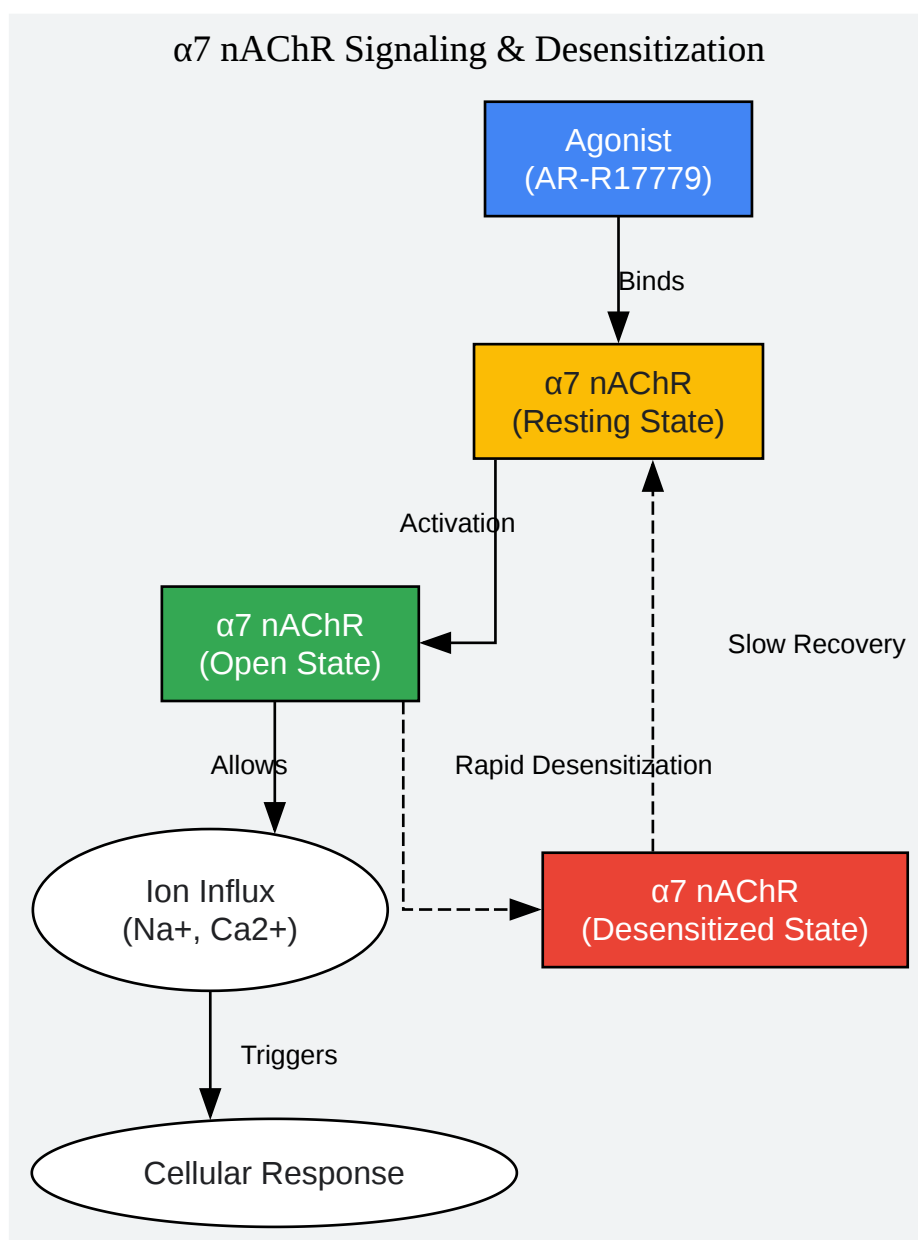 α7 nAChR Signaling & Desensitization
Agonist
(AR-R17779)
Binds
α7 nAChR
(Resting State)
Activation
α7 nAChR
(Open State)
Slow Recovery
Allows
Rapid Desensitization
Ion Influx
(Na+, Ca2+)
α7 nAChR
(Desensitized State)
Triggers
Cellular Response